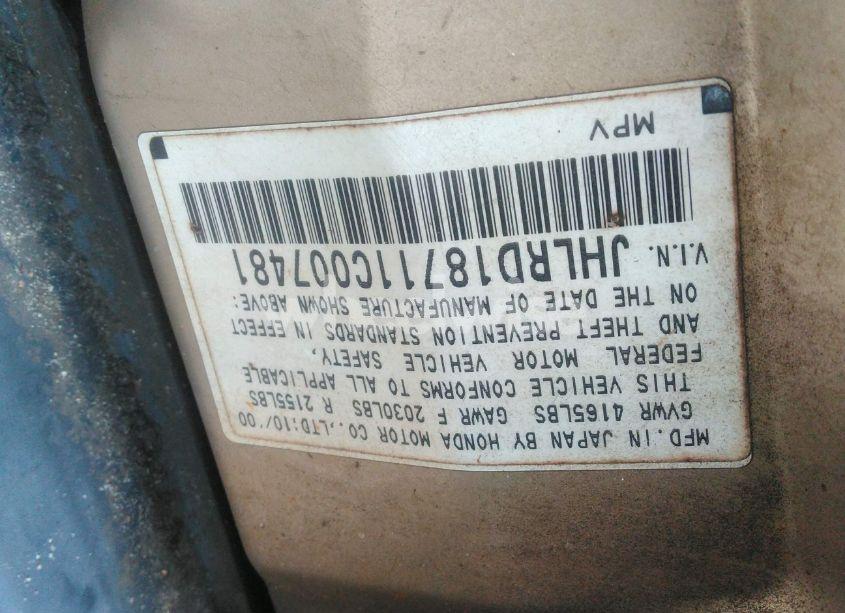 MFD. IN JAPAN BY HONDA MOTOR CO.,LTD:10/'00
GVWR 4165LBS GAWR F 2030LBS R 2155LBS
THIS VEHICLE CONFORMS TO ALL APPLICABLE
FEDERAL MOTOR VEHICLE SAFETY,
AND THEFT PREVENTION STANDARDS IN EFFECT
ON THE DATE OF MANUFACTURE SHOWN ABOVE:
V.I.N. JHLRD18711C007481
MPV